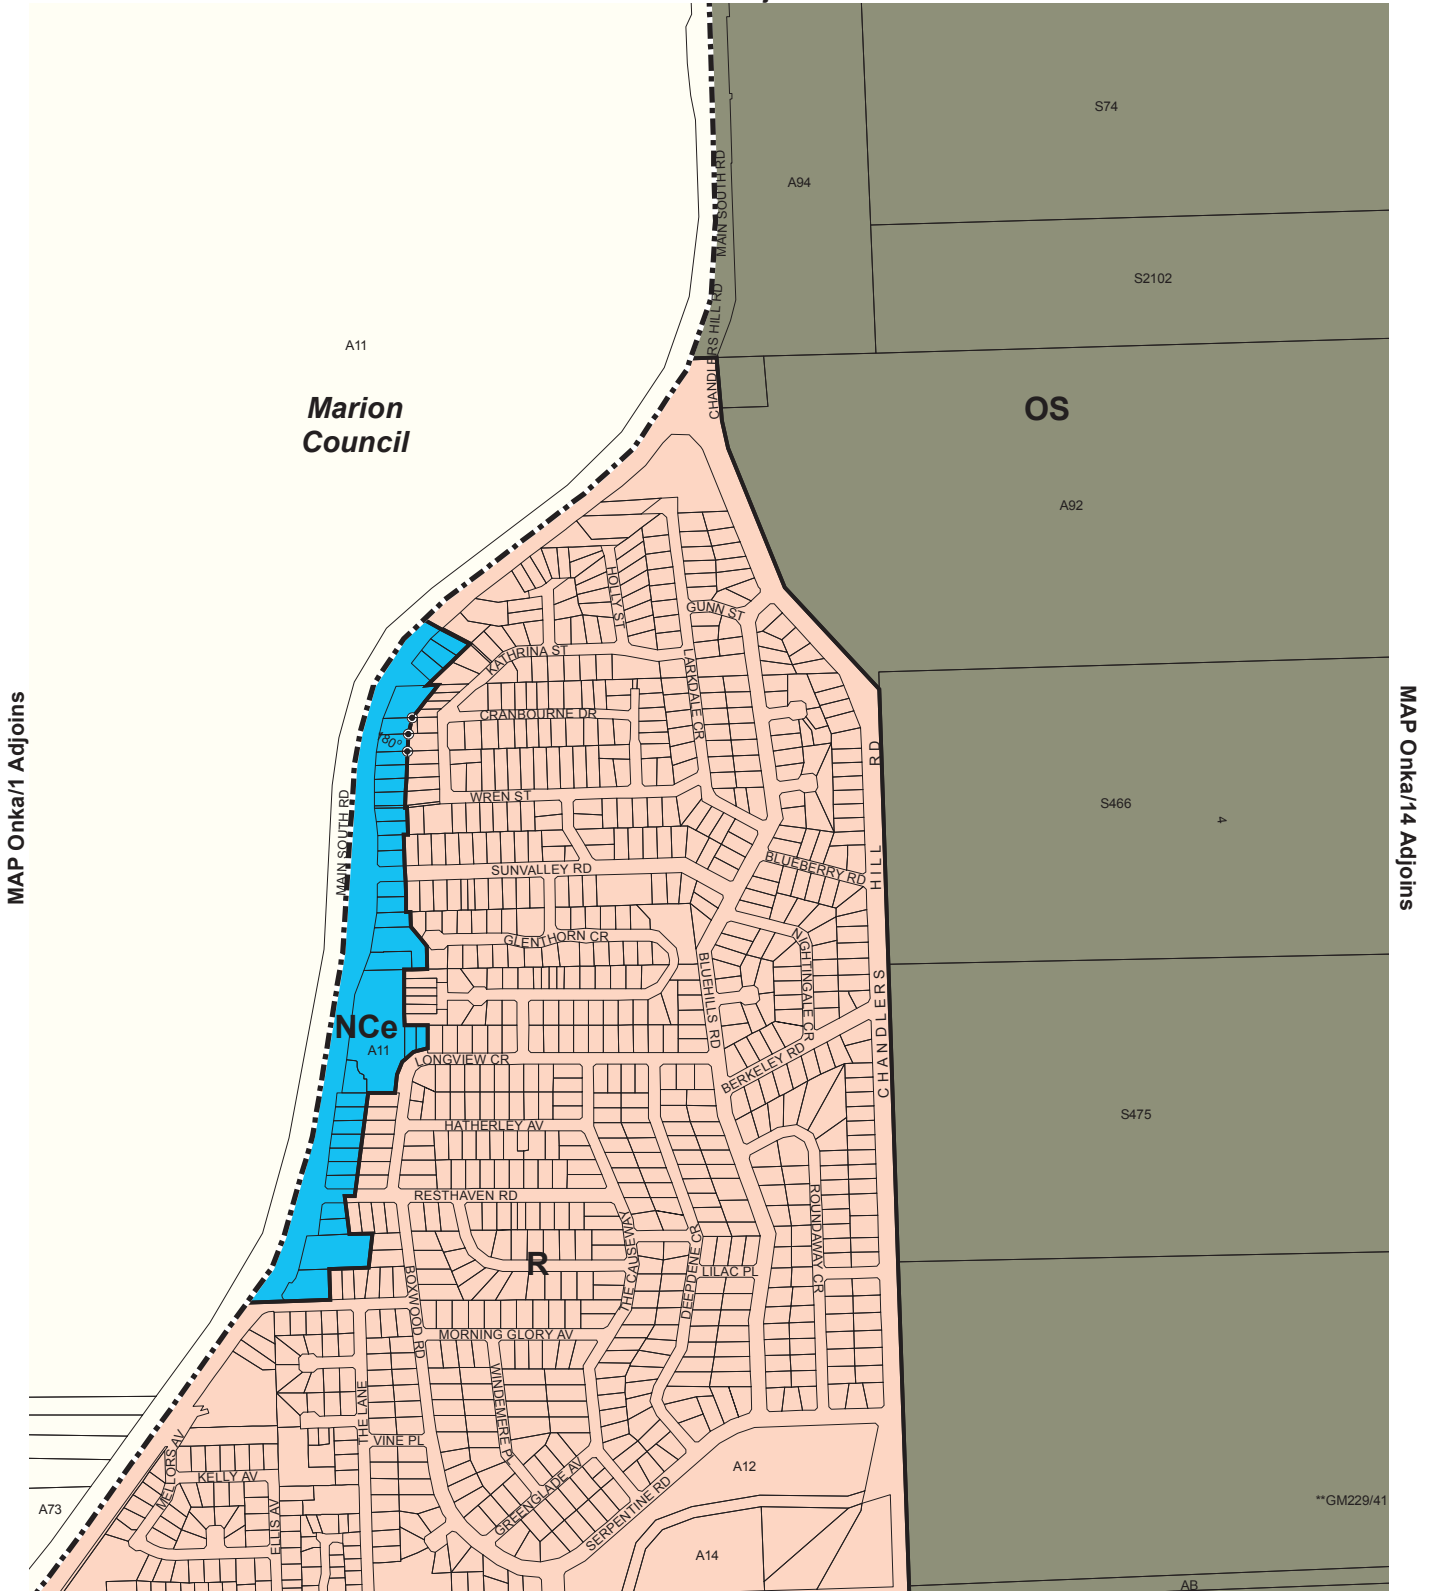 S74
MAIN SOUTH RD
A94
S2102
CHANDLERS HILL RD
A11
Marion
Council
OS
A92
HOLLY ST
GUNN ST
KATHRINA ST
LARKDALE CR
MAP Onka/1 Adjoins
MAP Onka/14 Adjoins
CRANBOURNE DR
180°
WREN ST
MAIN SOUTH RD
S466
4
SUNVALLEY RD
BLUEBERRY RD
CHANDLERS HILL RD
GLENTHORN CR
NIGHTINGALE CR
BLUEHILLS RD
NCe
A11
LONGVIEW CR
BERKELEY RD
S475
HATHERLEY AV
RESTHAVEN RD
ROUNDAWAY CR
THE CAUSEWAY
DEEPDENE CR
R
LILAC PL
BOXWOOD RD
MORNING GLORY AV
WINDEMERE PL
THE LANE
VINE PL
MELLORS AV
KELLY AV
GREENGLADE AV
A12
SERPENTINE RD
**GM229/41
A73
ELLIS AV
A14
AB